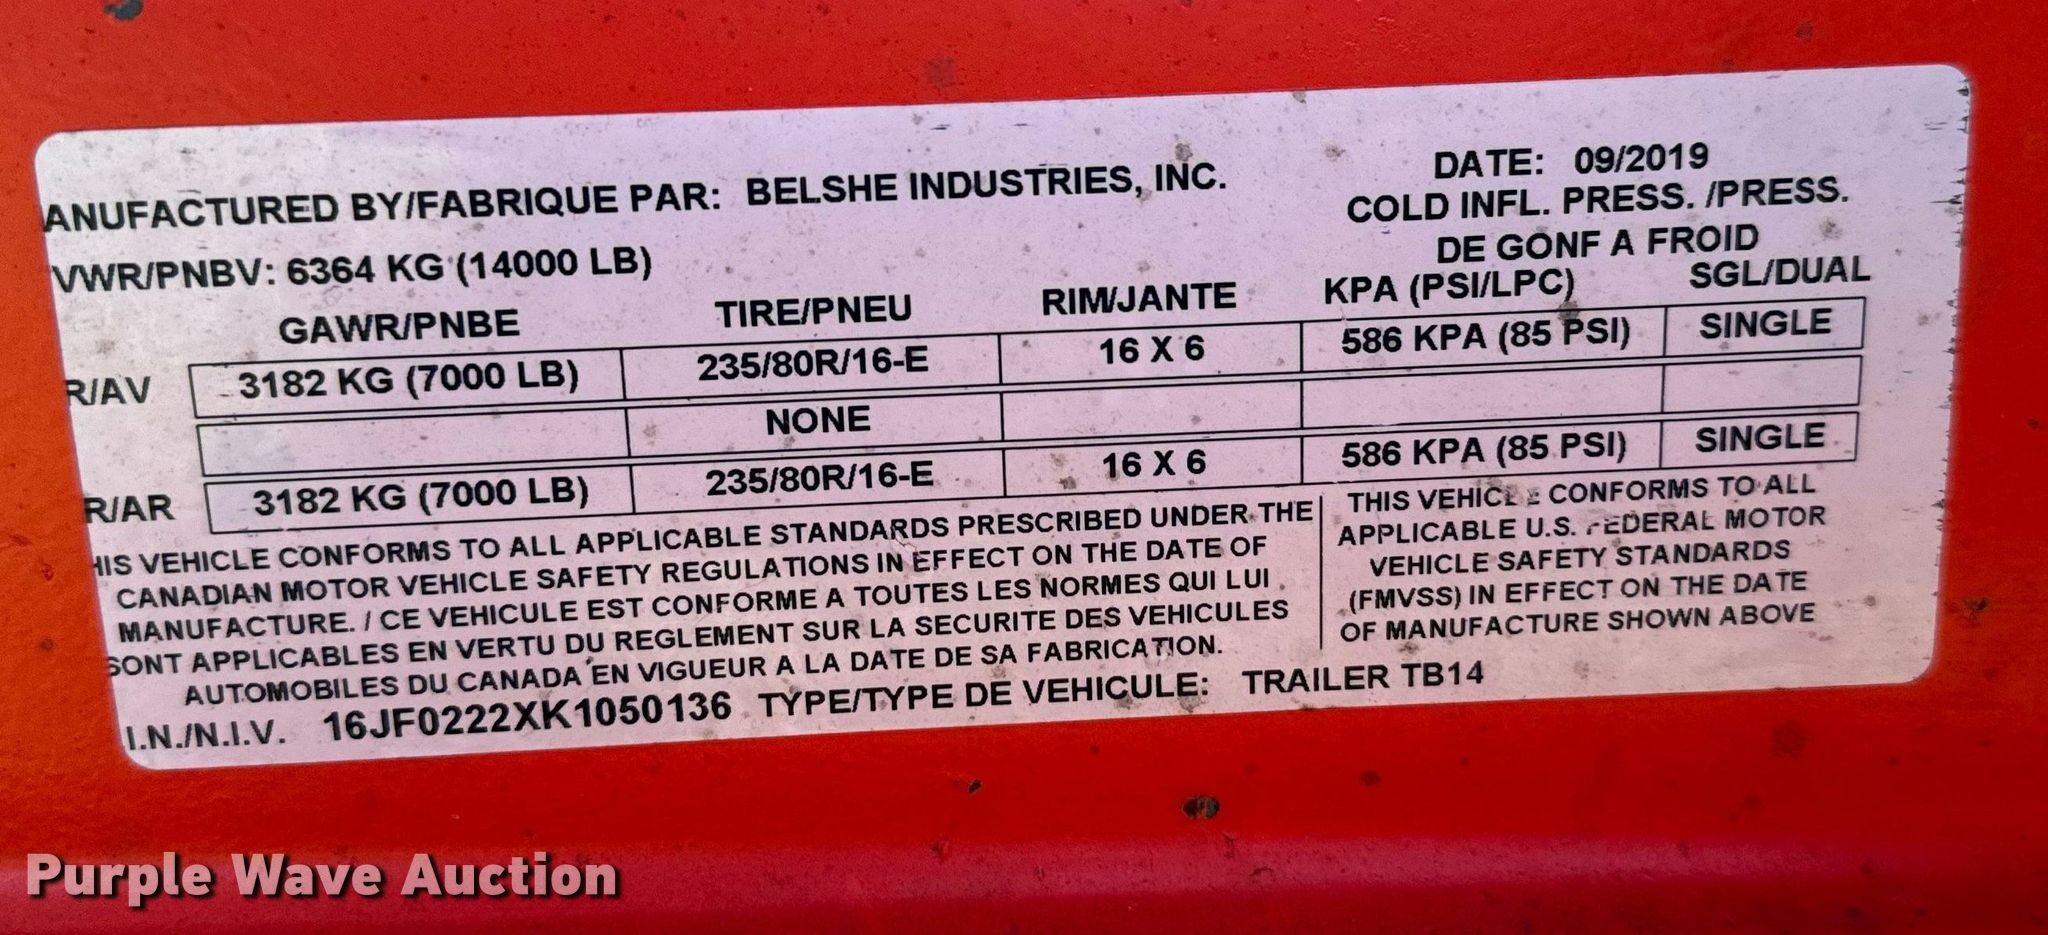 ANUFACTURED BY/FABRIQUE PAR: BELSHE INDUSTRIES, INC. DATE: 09/2019
COLD INFL. PRESS. /PRESS.
VWR/PNBV: 6364 KG (14000 LB) DE GONF A FROID
GAWR/PNBE TIRE/PNEU RIM/JANTE KPA (PSI/LPC) SGL/DUAL
R/AV 3182 KG (7000 LB) 235/80R/16-E 16 X 6 586 KPA (85 PSI) SINGLE
NONE
R/AR 3182 KG (7000 LB) 235/80R/16-E 16 X 6 586 KPA (85 PSI) SINGLE
HIS VEHICLE CONFORMS TO ALL APPLICABLE STANDARDS PRESCRIBED UNDER THE
CANADIAN MOTOR VEHICLE SAFETY REGULATIONS IN EFFECT ON THE DATE OF
MANUFACTURE. / CE VEHICULE EST CONFORME A TOUTES LES NORMES QUI LUI
SONT APPLICABLES EN VERTU DU REGLEMENT SUR LA SECURITE DES VEHICULES
AUTOMOBILES DU CANADA EN VIGUEUR A LA DATE DE SA FABRICATION.
THIS VEHICLE CONFORMS TO ALL
APPLICABLE U.S. FEDERAL MOTOR
VEHICLE SAFETY STANDARDS
(FMVSS) IN EFFECT ON THE DATE
OF MANUFACTURE SHOWN ABOVE
I.N./N.I.V. 16JF0222XK1050136 TYPE/TYPE DE VEHICULE: TRAILER TB14
Purple Wave Auction